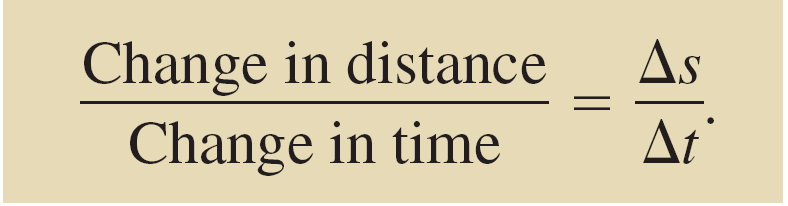 Change in distance / Change in time = Δs / Δt.